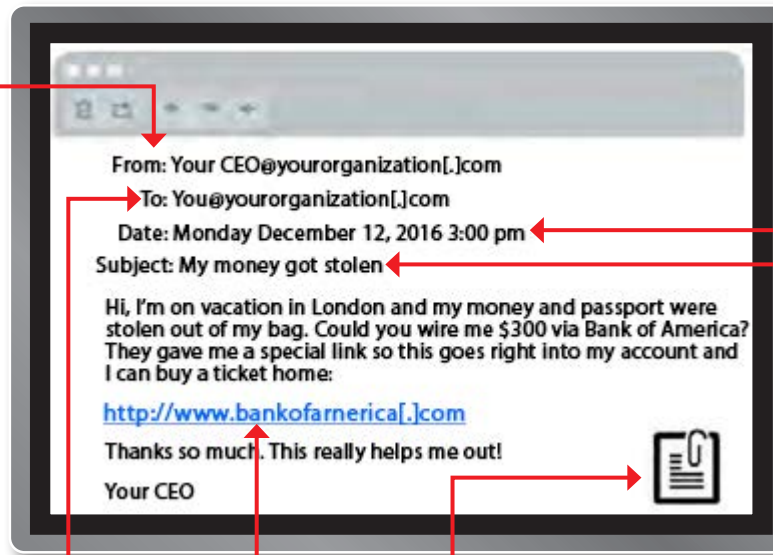 From: Your CEO@yourorganization[.]com
To: You@yourorganization[.]com
Date: Monday December 12, 2016 3:00 pm
Subject: My money got stolen
Hi, I'm on vacation in London and my money and passport were
stolen out of my bag. Could you wire me $300 via Bank of America?
They gave me a special link so this goes right into my account and
I can buy a ticket home:
http://www.bankofarnerica[.]com
Thanks so much. This really helps me out!
Your CEO